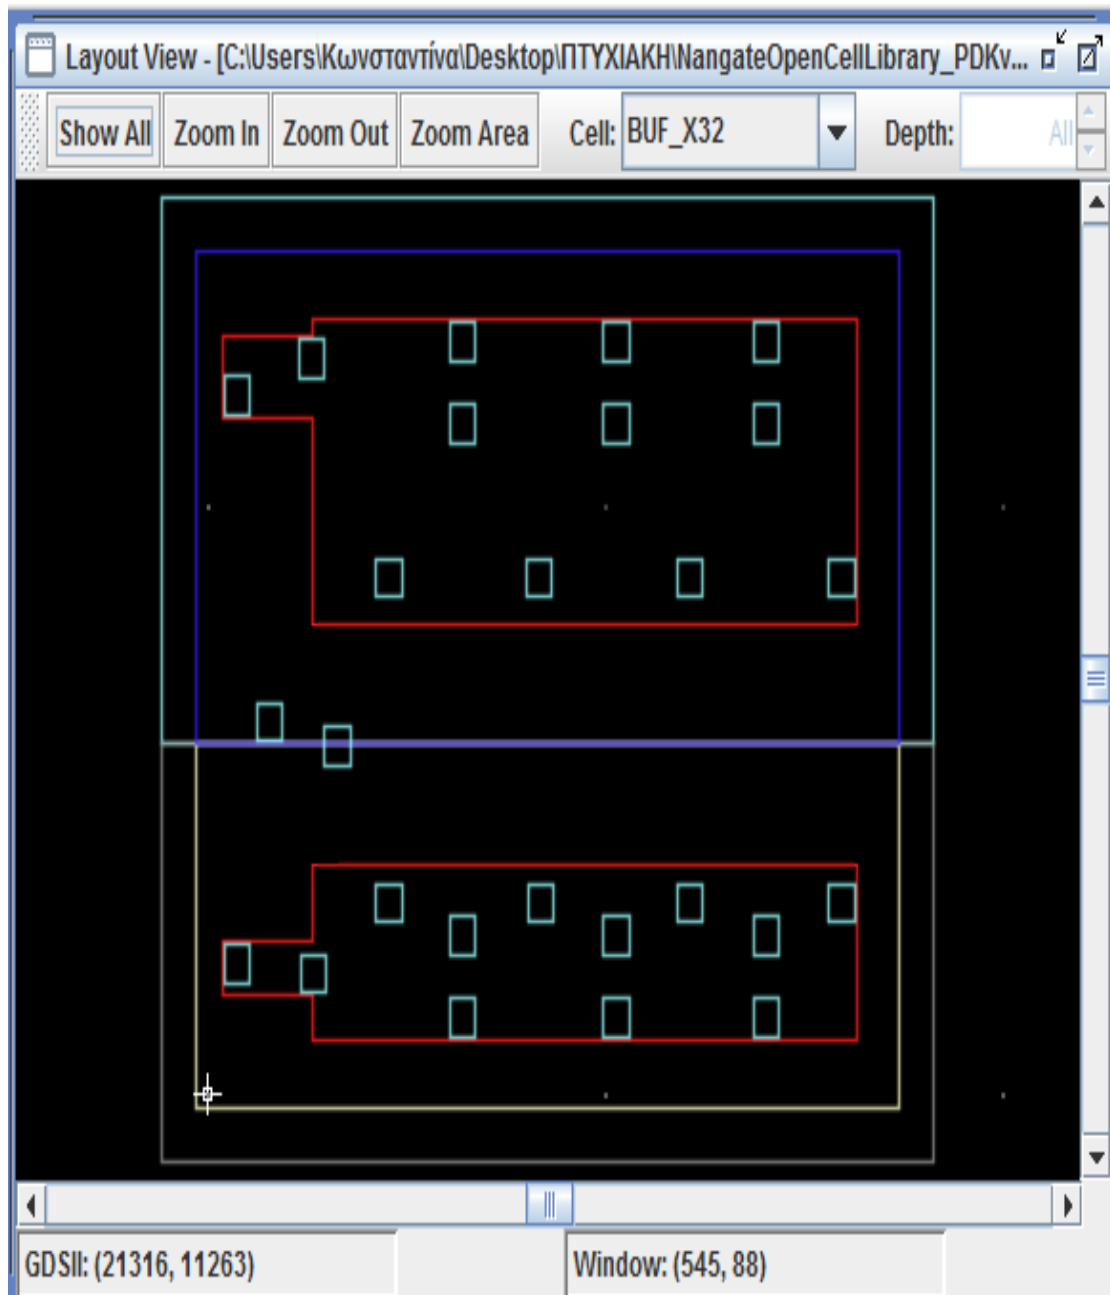 Layout View - [C:\Users\Κωνσταντίνα\Desktop\ΠΤΥΧΙΑΚΗ\NangateOpenCellLibrary_PDKv...
Show All Zoom In Zoom Out Zoom Area Cell: BUF_X32 Depth: All
GDSII: (21316, 11263) Window: (545, 88)